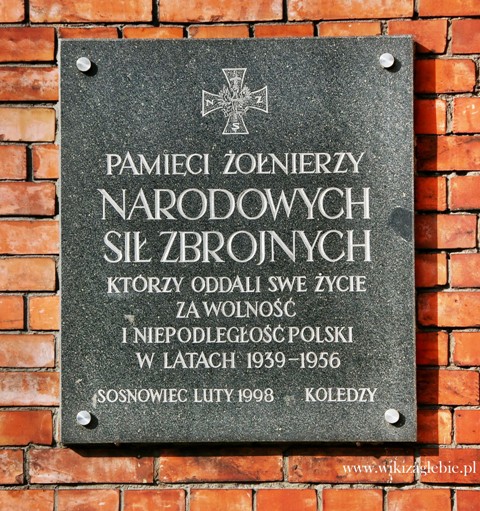 N Z
S
PAMIĘCI ŻOŁNIERZY
NARODOWYCH
SIŁ ZBROJNYCH
KTÓRZY ODDALI SWE ŻYCIE
ZA WOLNOŚĆ
I NIEPODLEGŁOŚĆ POLSKI
W LATACH 1939-1956
SOSNOWIEC LUTY 1998 KOLEDZY
www.wikizaglebie.pl